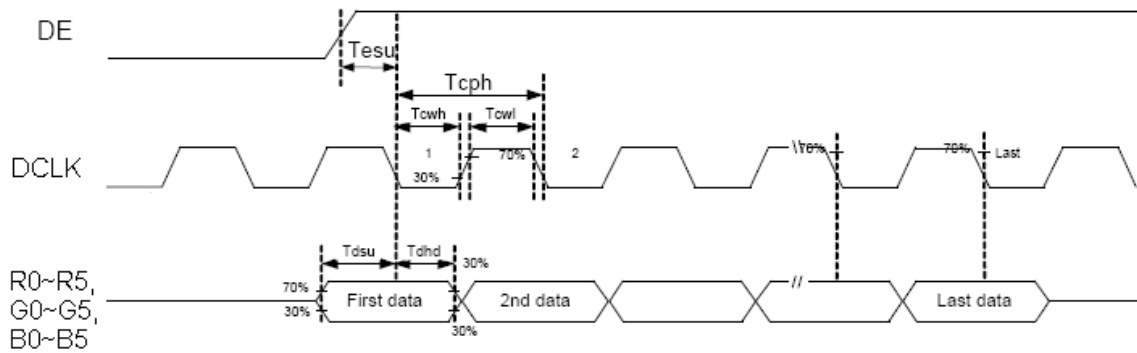 DE
Tesu
Tcph
Tcwh
Tcwl
DCLK
1
70%
2
\\
70%
70%
Last
30%
Tdsu
Tdhd
30%
R0~R5,
G0~G5,
B0~B5
70%
30%
First data
2nd data
//
Last data
30%